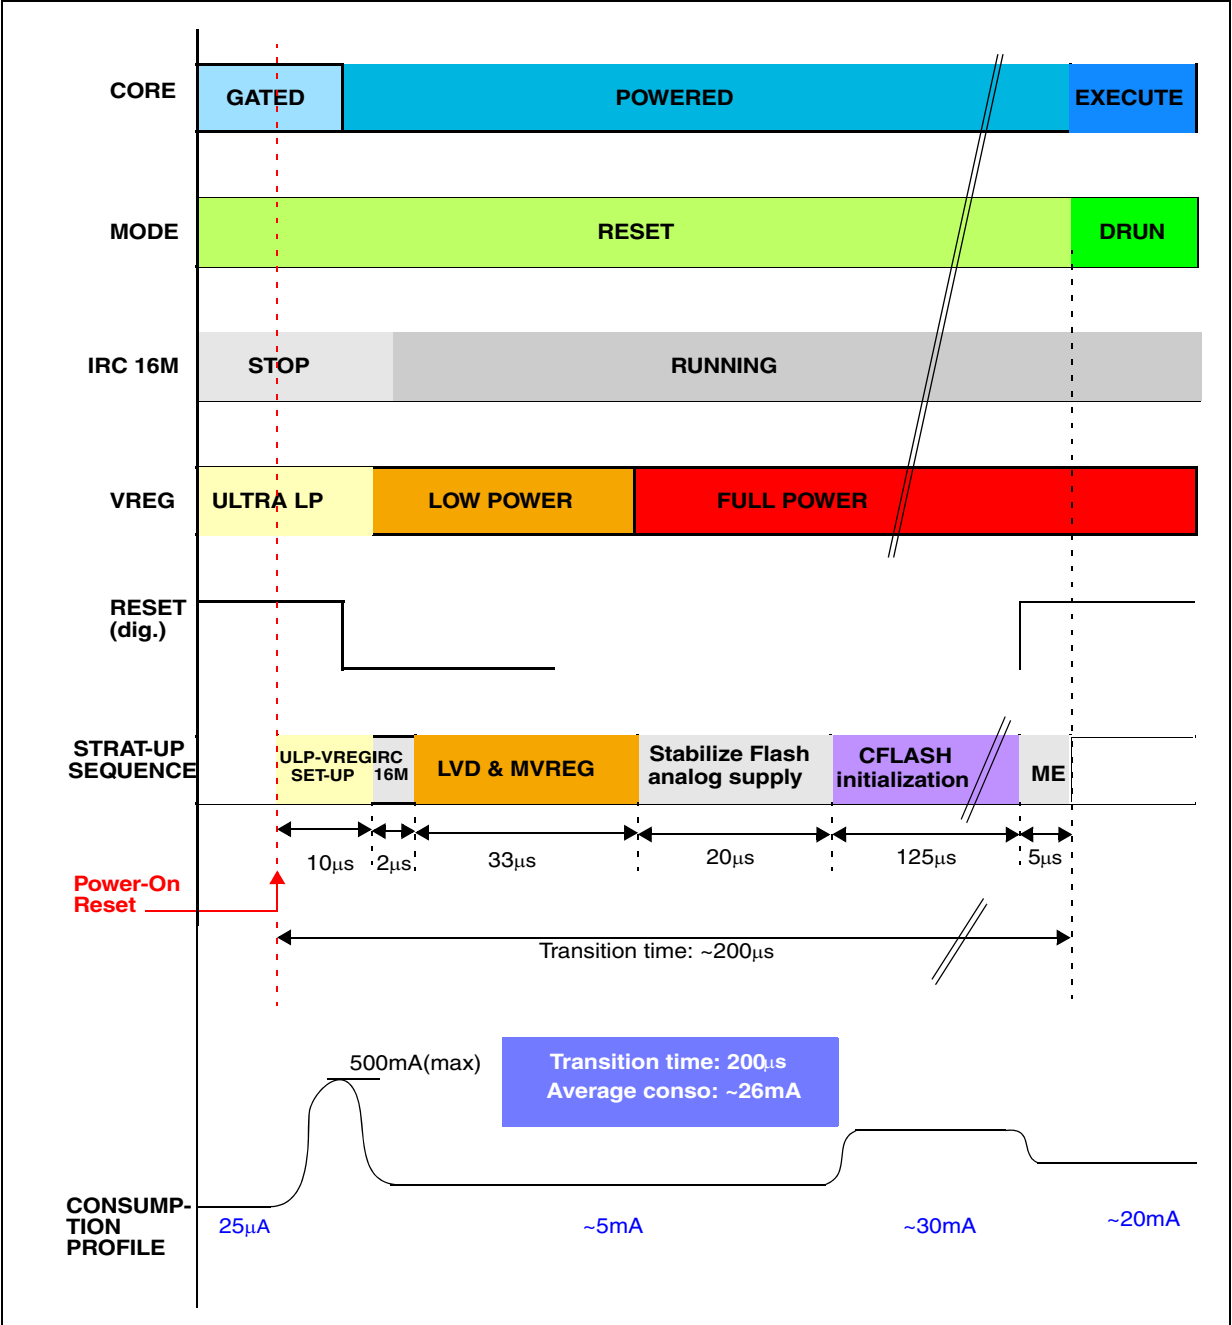 CORE
GATED
POWERED
EXECUTE
MODE
RESET
DRUN
IRC 16M
STOP
RUNNING
VREG
ULTRA LP
LOW POWER
FULL POWER
RESET
(dig.)
STRAT-UP
SEQUENCE
ULP-VREG
SET-UP
IRC
16M
LVD & MVREG
Stabilize Flash
analog supply
CFLASH
initialization
ME
10µs
2µs
33µs
20µs
125µs
5µs
Power-On
Reset
Transition time: ~200µs
500mA(max)
Transition time: 200µs
Average conso: ~26mA
CONSUMP-
TION
PROFILE
25µA
~5mA
~30mA
~20mA